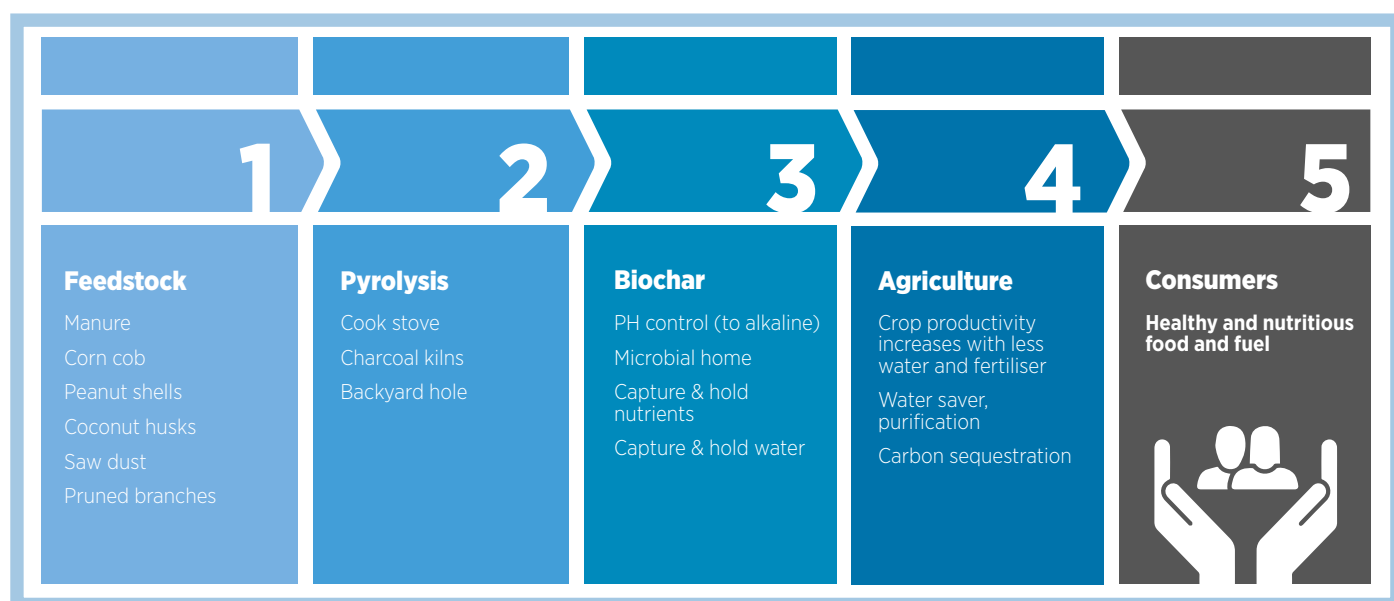 1
2
3
4
5
Feedstock
Manure
Corn cob
Peanut shells
Coconut husks
Saw dust
Pruned branches
Pyrolysis
Cook stove
Charcoal kilns
Backyard hole
Biochar
PH control (to alkaline)
Microbial home
Capture & hold
nutrients
Capture & hold water
Agriculture
Crop productivity
increases with less
water and fertiliser
Water saver,
purification
Carbon sequestration
Consumers
Healthy and nutritious
food and fuel